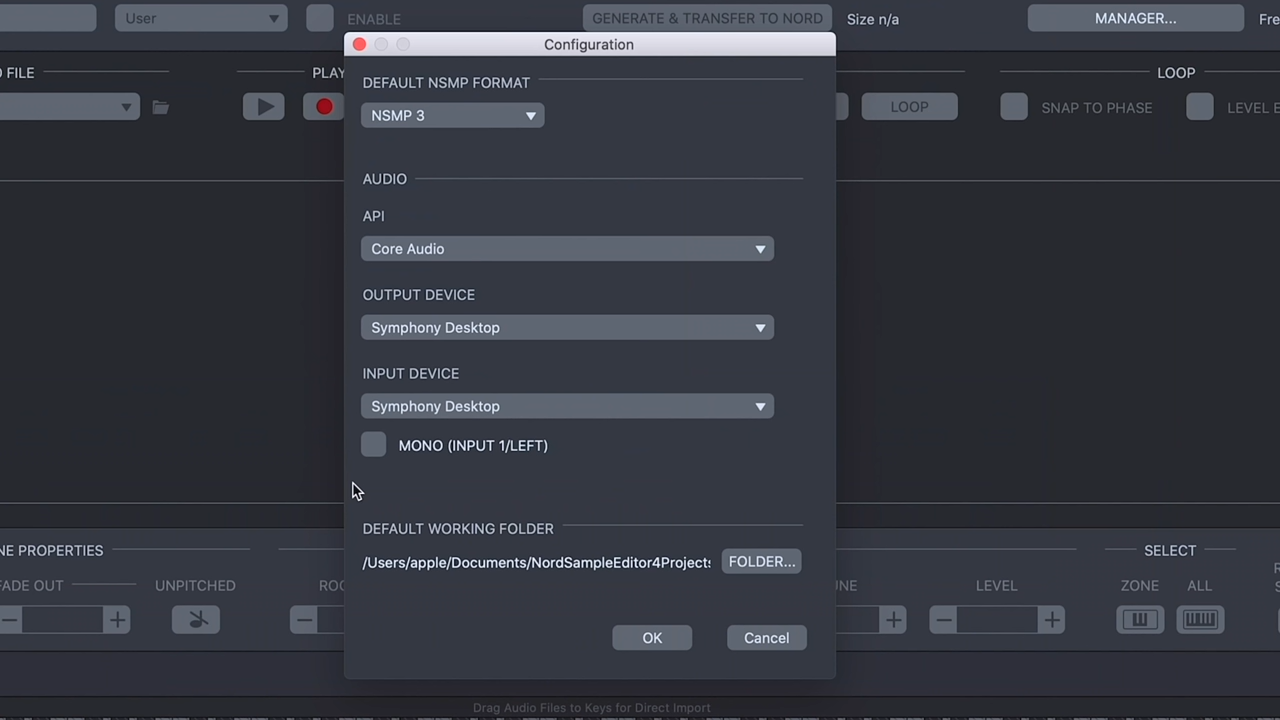 User
ENABLE
GENERATE & TRANSFER TO NORD
Size n/a
MANAGER...
Fre
Configuration
FILE
PLAY
LOOP
LOOP
SNAP TO PHASE
LEVEL E
DEFAULT NSMP FORMAT
NSMP 3
AUDIO
API
Core Audio
OUTPUT DEVICE
Symphony Desktop
INPUT DEVICE
Symphony Desktop
MONO (INPUT 1/LEFT)
DEFAULT WORKING FOLDER
/Users/apple/Documents/NordSampleEditor4Projects
FOLDER...
NE PROPERTIES
SELECT
FADE OUT
UNPITCHED
ROO
UNE
LEVEL
ZONE
ALL
OK
Cancel
Drag Audio Files to Keys for Direct Import